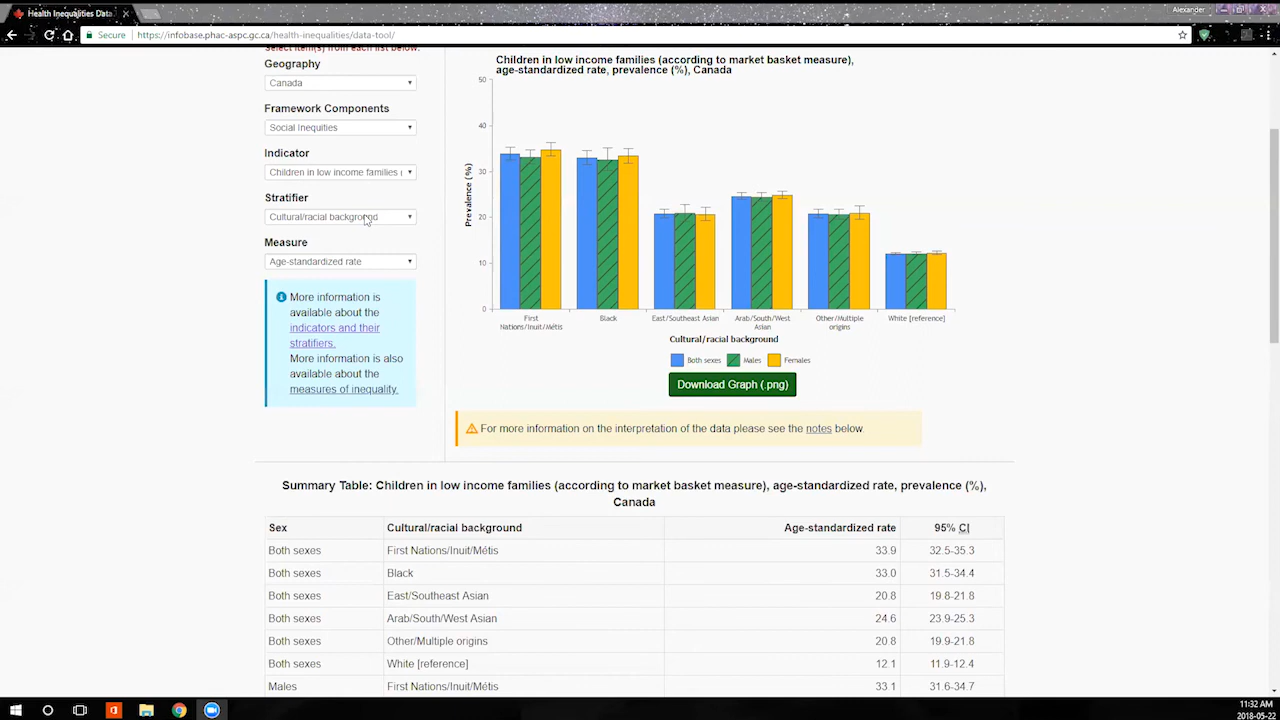 Health Inequalities Data
Alexander
Secure
https://infobase.phac-aspc.gc.ca/health-inequalities/data-tool/
Select item(s) from each list below.
Geography
Canada
Framework Components
Social Inequities
Indicator
Children in low income families (
Stratifier
Cultural/racial background
Measure
Age-standardized rate
More information is
available about the
indicators and their
stratifiers.
More information is also
available about the
measures of inequality.
Children in low income families (according to market basket measure),
age-standardized rate, prevalence (%), Canada
Prevalence (%)
50
40
30
20
10
0
First
Nations/Inuit/Métis
Black
East/Southeast Asian
Arab/South/West
Asian
Other/Multiple
origins
White [reference]
Cultural/racial background
Both sexes Males Females
Download Graph (.png)
For more information on the interpretation of the data please see the notes below.
Summary Table: Children in low income families (according to market basket measure), age-standardized rate, prevalence (%),
Canada
Sex Cultural/racial background Age-standardized rate 95% CI
Both sexes First Nations/Inuit/Métis 33.9 32.5-35.3
Both sexes Black 33.0 31.5-34.4
Both sexes East/Southeast Asian 20.8 19.8-21.8
Both sexes Arab/South/West Asian 24.6 23.9-25.3
Both sexes Other/Multiple origins 20.8 19.9-21.8
Both sexes White [reference] 12.1 11.9-12.4
Males First Nations/Inuit/Métis 33.1 31.6-34.7
11:32 AM
2018-05-22